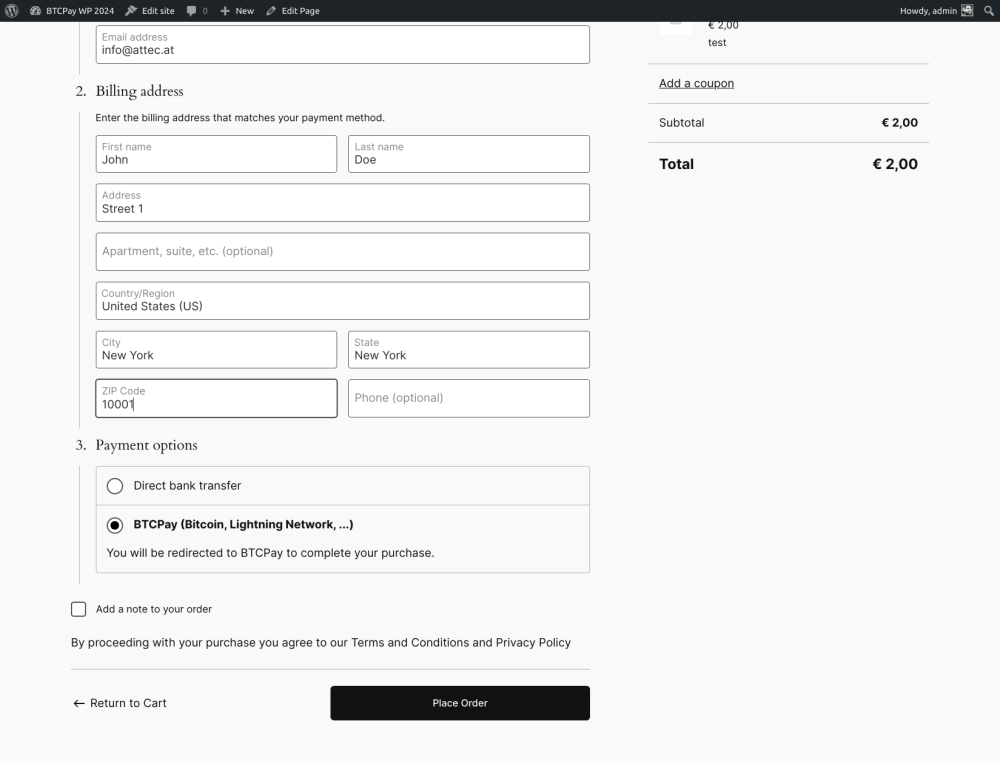 BTCPay WP 2024 Edit site 0 New Edit Page Howdy, admin
Email address
info@attec.at
2. Billing address
Enter the billing address that matches your payment method.
First name
John
Last name
Doe
Address
Street 1
Apartment, suite, etc. (optional)
Country/Region
United States (US)
City
New York
State
New York
ZIP Code
10001
Phone (optional)
3. Payment options
Direct bank transfer
BTCPay (Bitcoin, Lightning Network, ...)
You will be redirected to BTCPay to complete your purchase.
Add a note to your order
By proceeding with your purchase you agree to our Terms and Conditions and Privacy Policy
← Return to Cart
Place Order
€ 2,00
test
Add a coupon
Subtotal € 2,00
Total € 2,00